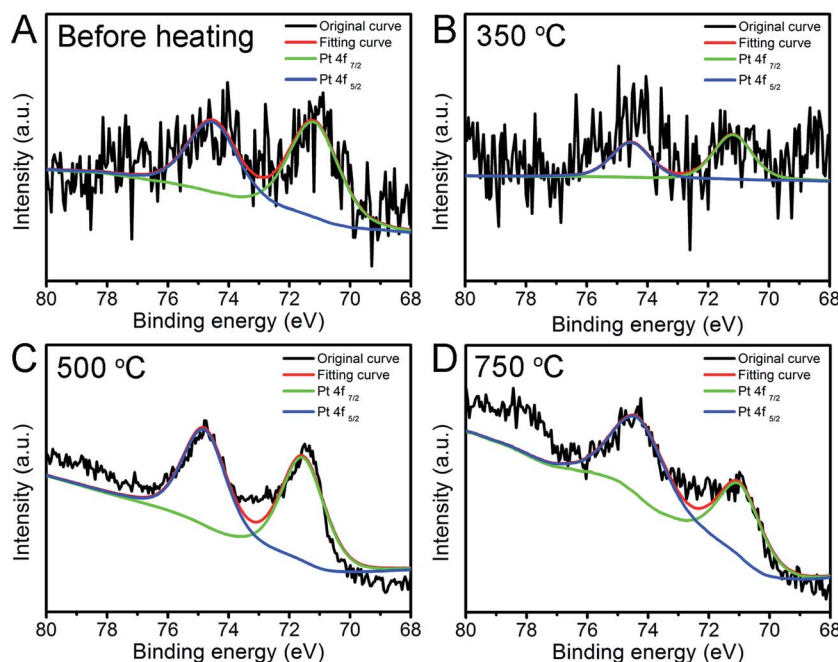 A Before heating
Original curve
Fitting curve
Pt 4f 7/2
Pt 4f 5/2
Intensity (a.u.)
80 78 76 74 72 70 68
Binding energy (eV)
B 350 °C
Original curve
Fitting curve
Pt 4f 7/2
Pt 4f 5/2
Intensity (a.u.)
80 78 76 74 72 70 68
Binding energy (eV)
C 500 °C
Original curve
Fitting curve
Pt 4f 7/2
Pt 4f 5/2
Intensity (a.u.)
80 78 76 74 72 70 68
Binding energy (eV)
D 750 °C
Original curve
Fitting curve
Pt 4f 7/2
Pt 4f 5/2
Intensity (a.u.)
80 78 76 74 72 70 68
Binding energy (eV)